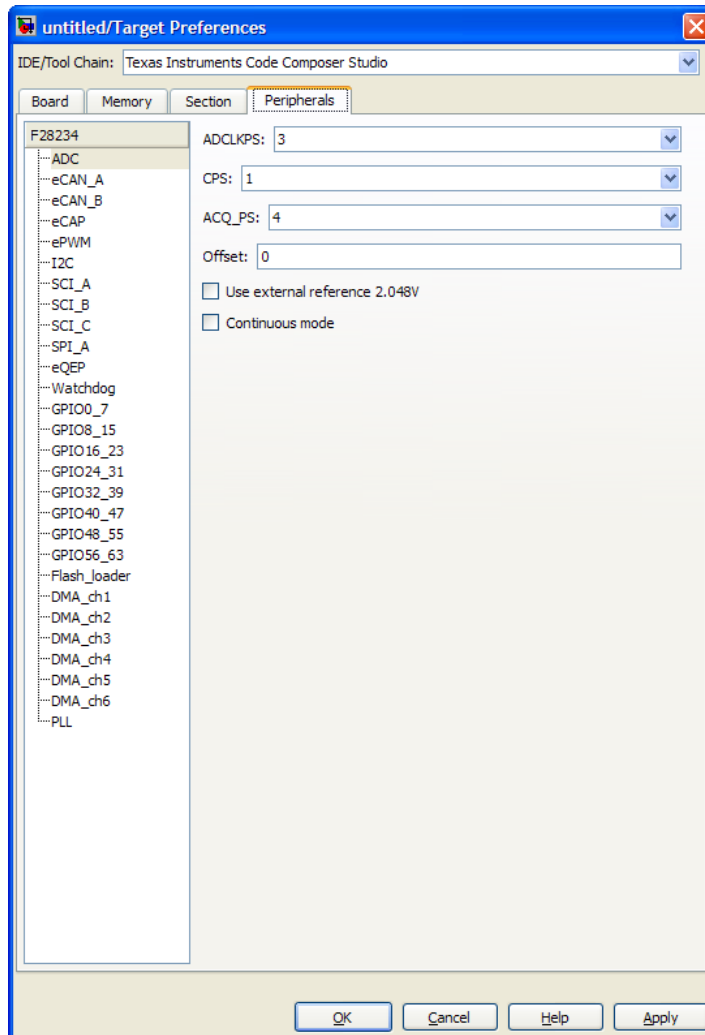 untitled/Target Preferences
IDE/Tool Chain: Texas Instruments Code Composer Studio
Board Memory Section Peripherals
F28234
ADC
eCAN_A
eCAN_B
eCAP
ePWM
I2C
SCI_A
SCI_B
SCI_C
SPI_A
eQEP
Watchdog
GPIO0_7
GPIO8_15
GPIO16_23
GPIO24_31
GPIO32_39
GPIO40_47
GPIO48_55
GPIO56_63
Flash_loader
DMA_ch1
DMA_ch2
DMA_ch3
DMA_ch4
DMA_ch5
DMA_ch6
PLL
ADCLKPS: 3
CPS: 1
ACQ_PS: 4
Offset: 0
Use external reference 2.048V
Continuous mode
OK Cancel Help Apply